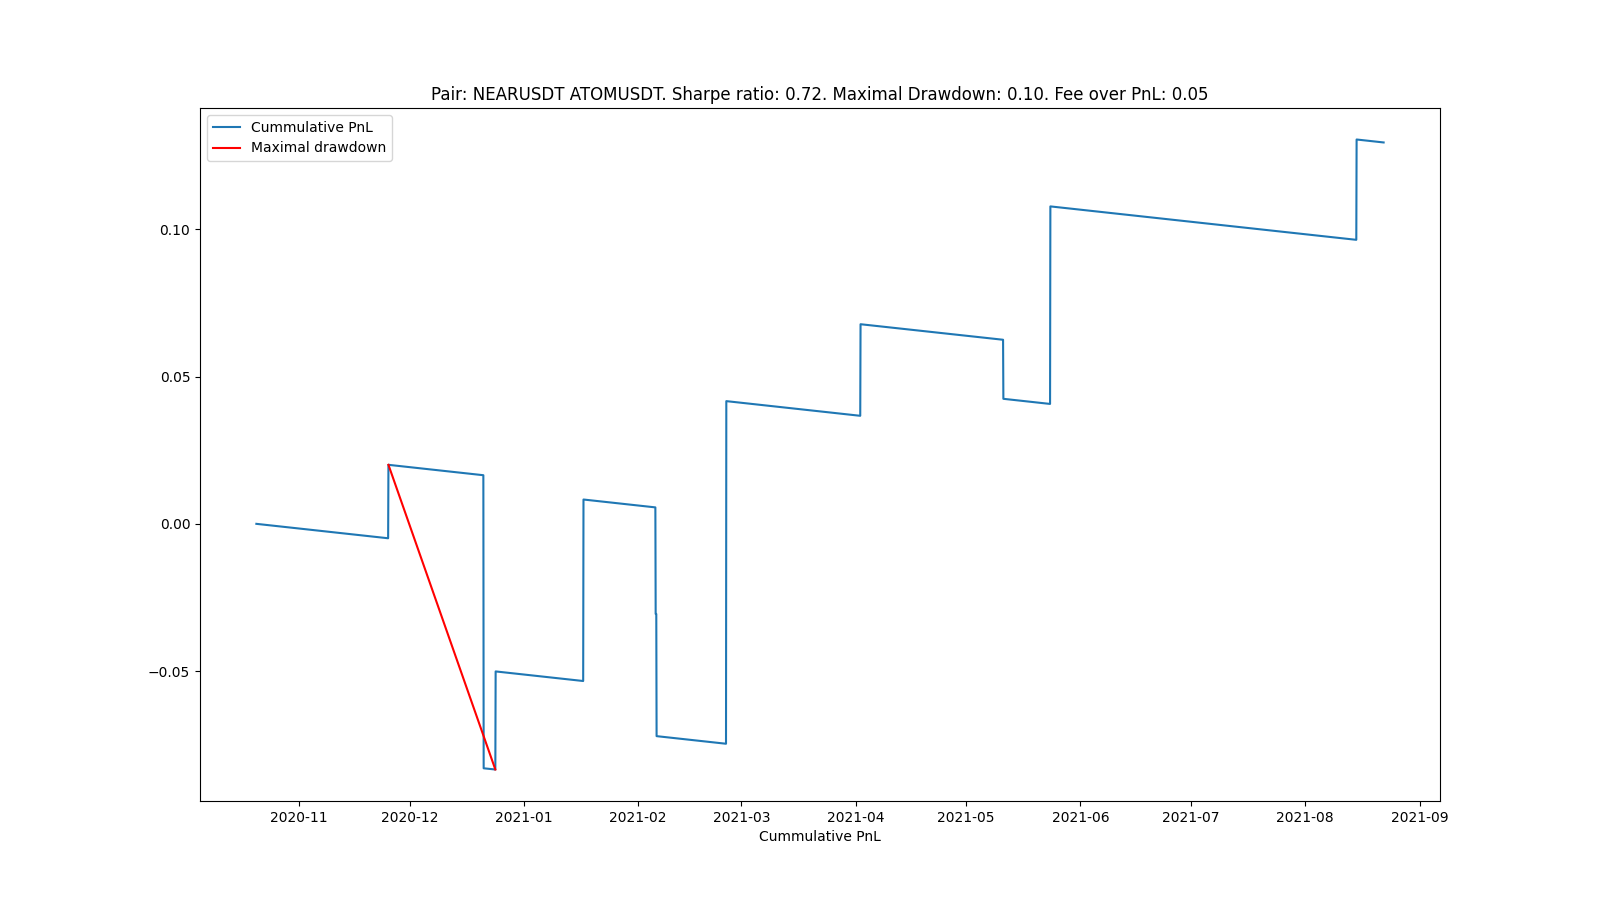 Pair: NEARUSDT ATOMUSDT. Sharpe ratio: 0.72. Maximal Drawdown: 0.10. Fee over PnL: 0.05
Cummulative PnL
Maximal drawdown
0.10
0.05
0.00
−0.05
2020-11 2020-12 2021-01 2021-02 2021-03 2021-04 2021-05 2021-06 2021-07 2021-08 2021-09
Cummulative PnL